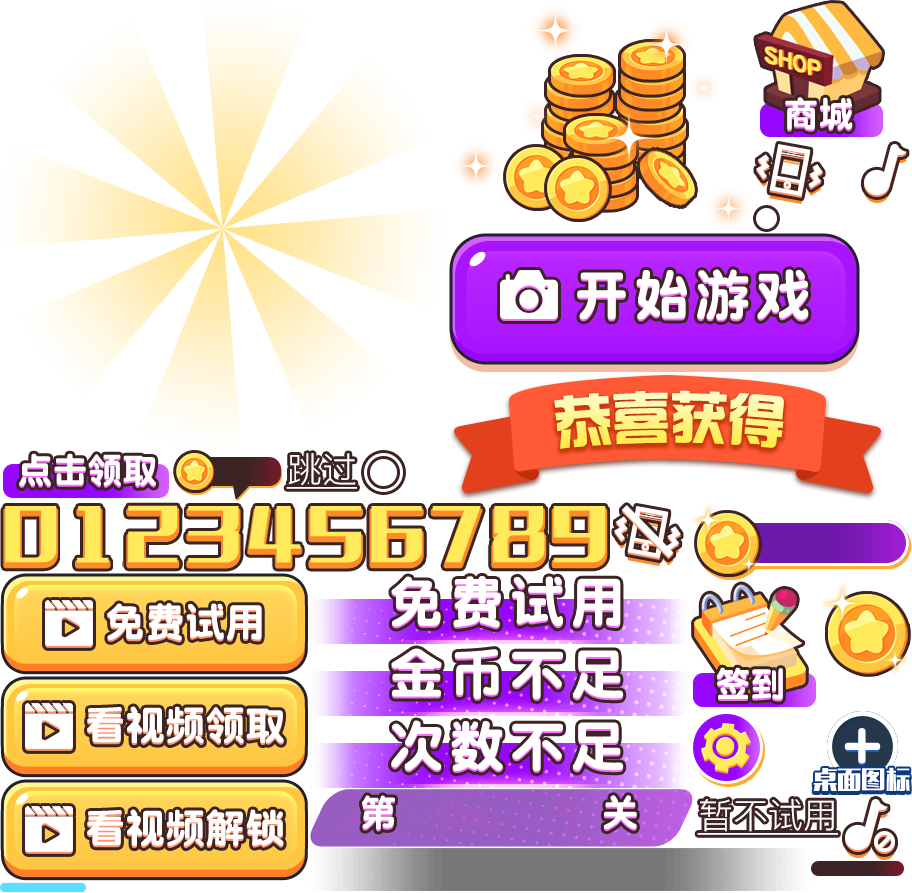 SHOP
商城
开始游戏
恭喜获得
点击领取
跳过
0123456789
免费试用
免费试用
金币不足
签到
看视频领取
次数不足
桌面图标
看视频解锁
第 关
暂不试用